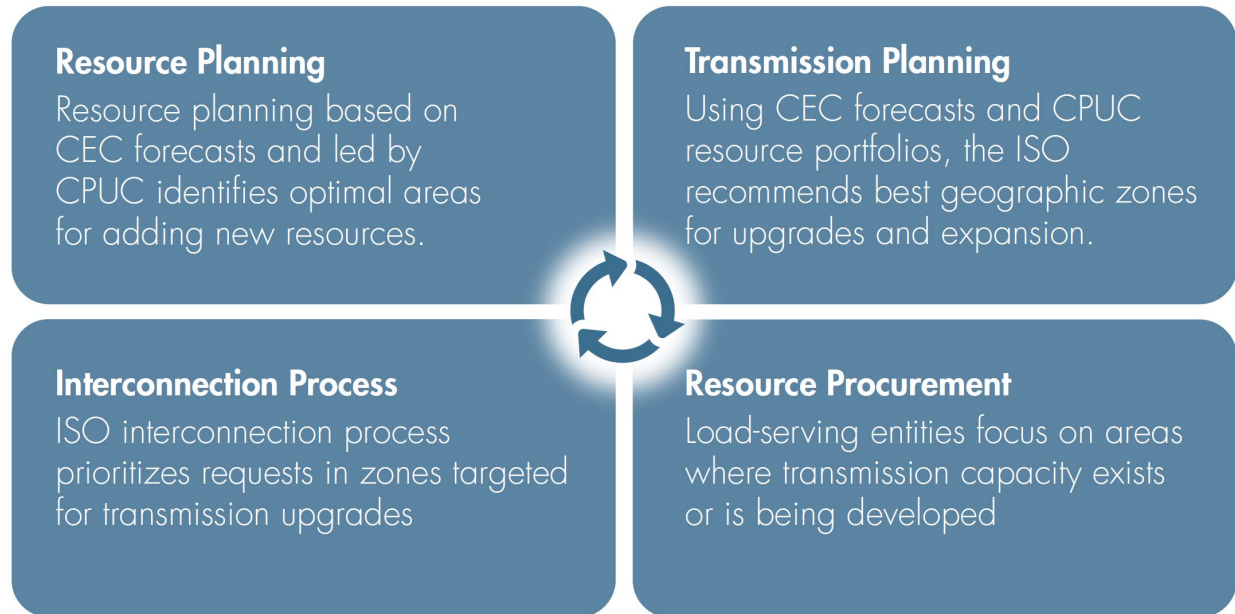 Resource Planning
Resource planning based on
CEC forecasts and led by
CPUC identifies optimal areas
for adding new resources.
Transmission Planning
Using CEC forecasts and CPUC
resource portfolios, the ISO
recommends best geographic zones
for upgrades and expansion.
Interconnection Process
ISO interconnection process
prioritizes requests in zones targeted
for transmission upgrades
Resource Procurement
Load-serving entities focus on areas
where transmission capacity exists
or is being developed